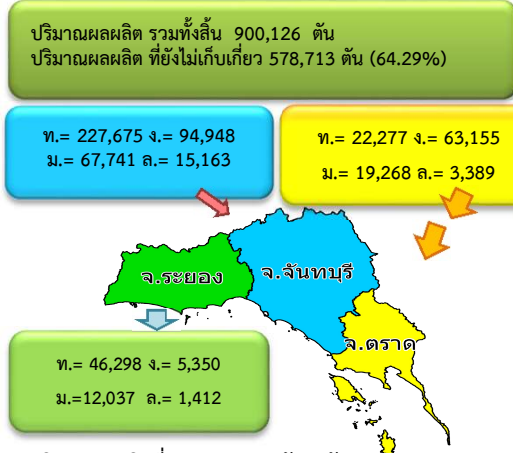 ปริมาณผลผลิต รวมทั้งสิ้น 900,126 ตัน
ปริมาณผลผลิต ที่ยังไม่เก็บเกี่ยว 578,713 ตัน (64.29%)
ท.= 227,675 ง.= 94,948
ม.= 67,741 ล.= 15,163
ท.= 22,277 ง.= 63,155
ม.= 19,268 ล.= 3,389
จ.ระยอง
จ.จันทบุรี
จ.ตราด
ท.= 46,298 ง.= 5,350
ม.=12,037 ล.= 1,412